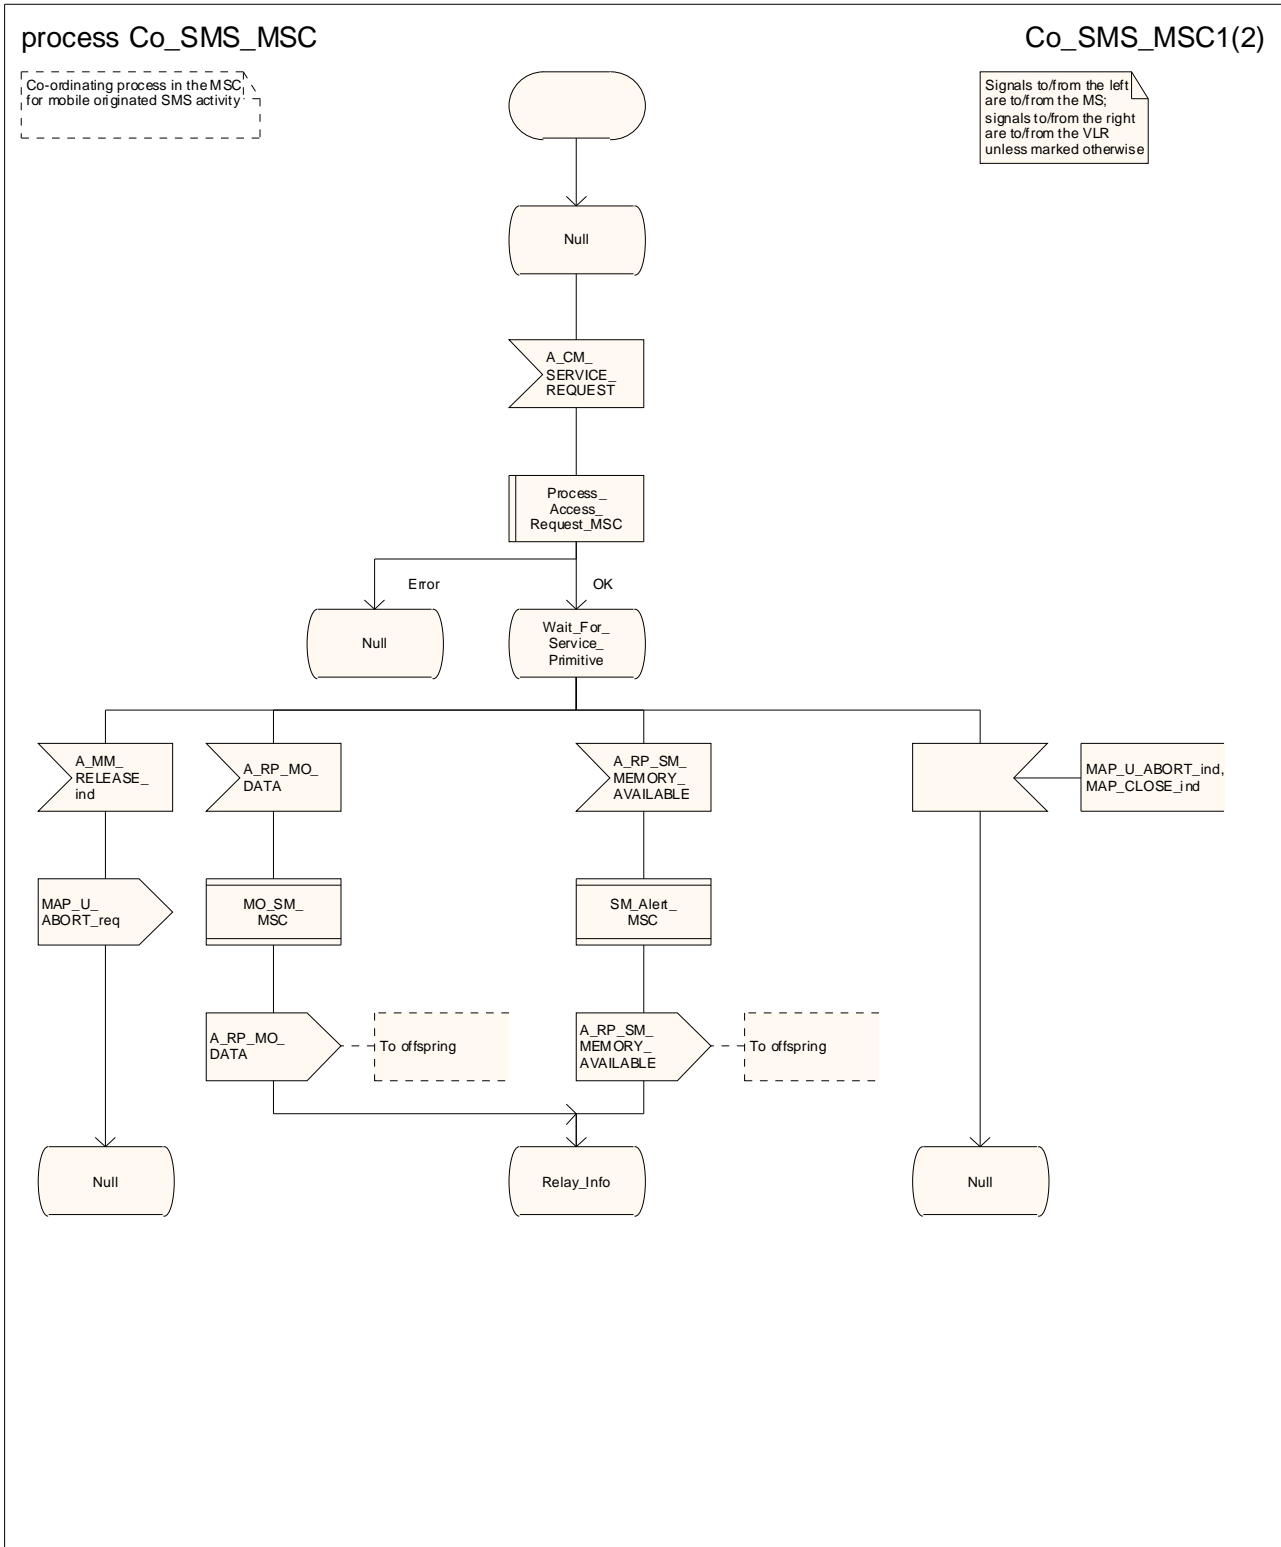 process Co_SMS_MSC
Co_SMS_MSC1(2)
Co-ordinating process in the MSC
for mobile originated SMS activity
Signals to/from the left
are to/from the MS;
signals to/from the right
are to/from the VLR
unless marked otherwise
Null
A_CM_
SERVICE_
REQUEST
Process_
Access_
Request_MSC
Error
OK
Null
Wait_For_
Service_
Primitive
A_MM_
RELEASE_
ind
A_RP_MO_
DATA
A_RP_SM_
MEMORY_
AVAILABLE
MAP_U_ABORT_ind,
MAP_CLOSE_ind
MAP_U_
ABORT_req
MO_SM_
MSC
SM_Alert_
MSC
A_RP_MO_
DATA
To offspring
A_RP_SM_
MEMORY_
AVAILABLE
To offspring
Null
Relay_Info
Null